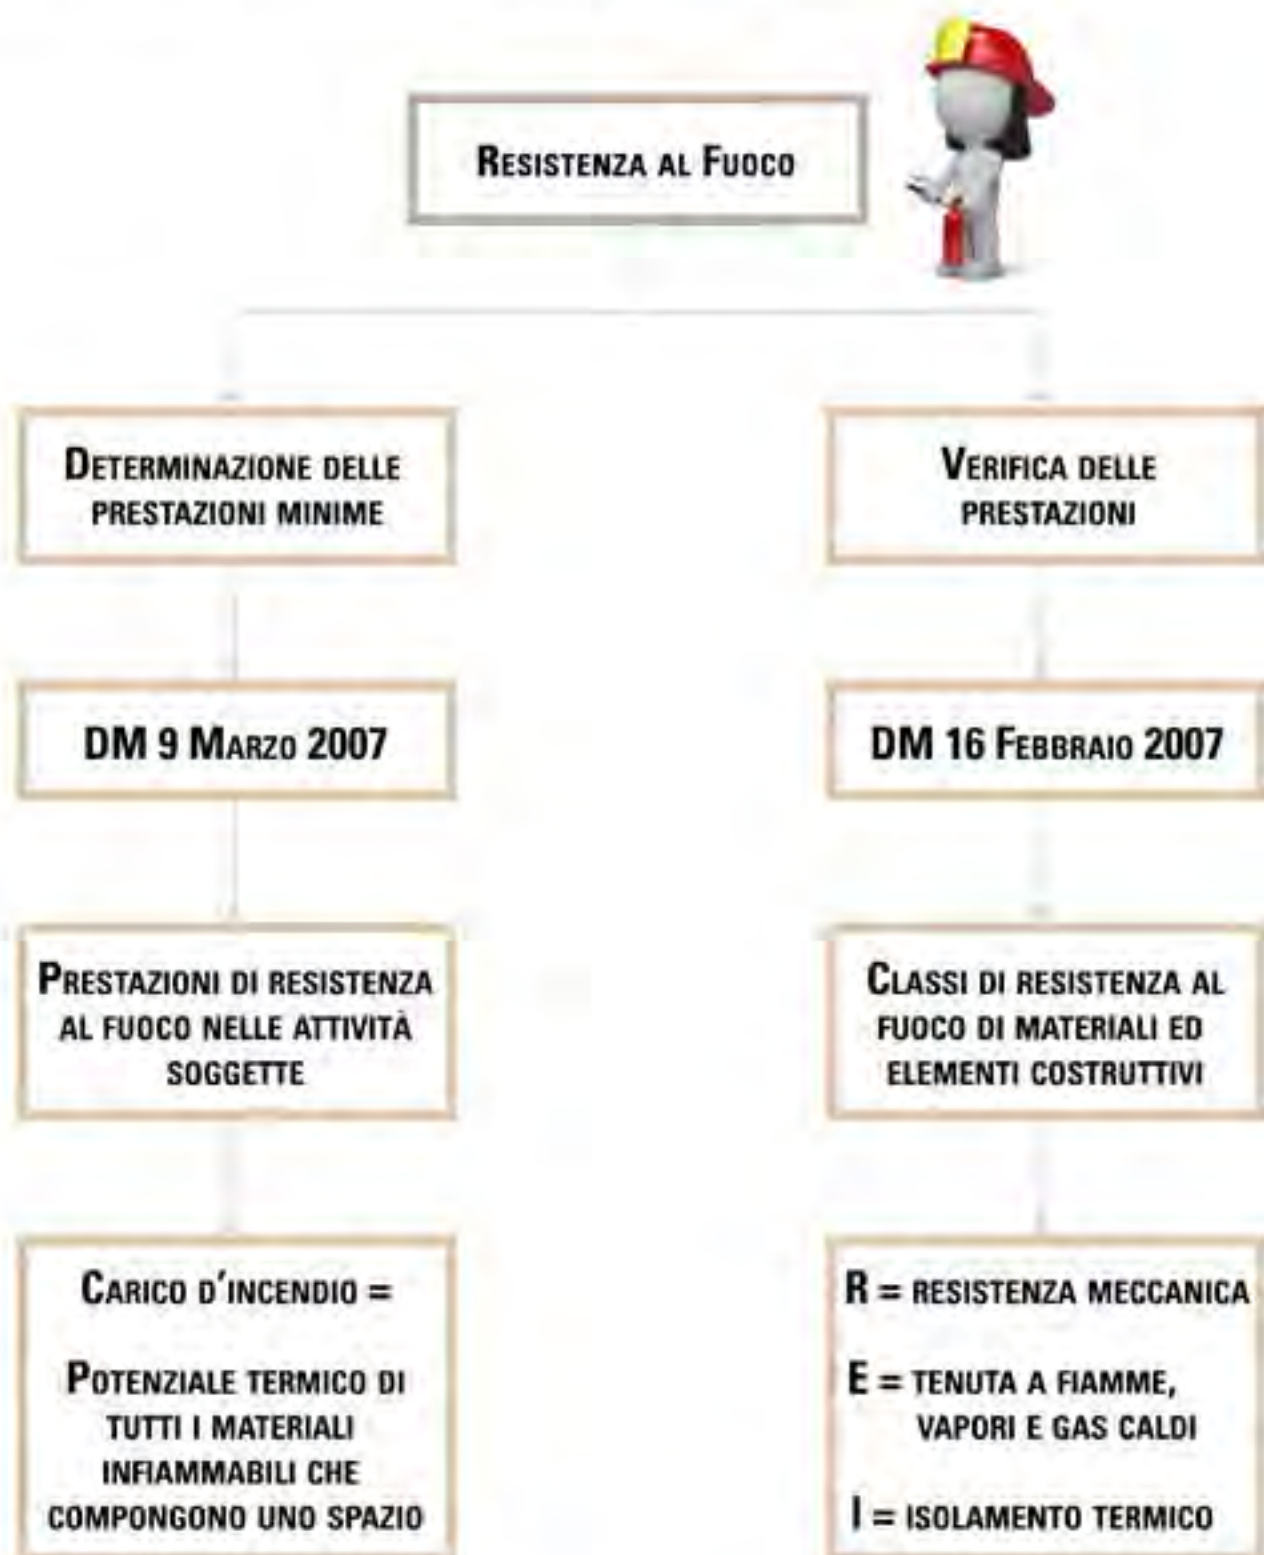 Resistenza al Fuoco
Determinazione delle
prestazioni minime
DM 9 Marzo 2007
Prestazioni di resistenza
al fuoco nelle attività
soggette
Carico d'incendio =
Potenziale termico di
tutti i materiali
infiammabili che
compongono uno spazio
Verifica delle
prestazioni
DM 16 Febbraio 2007
Classi di resistenza al
fuoco di materiali ed
elementi costruttivi
R = resistenza meccanica
E = tenuta a fiamme,
vapori e gas caldi
I = isolamento termico